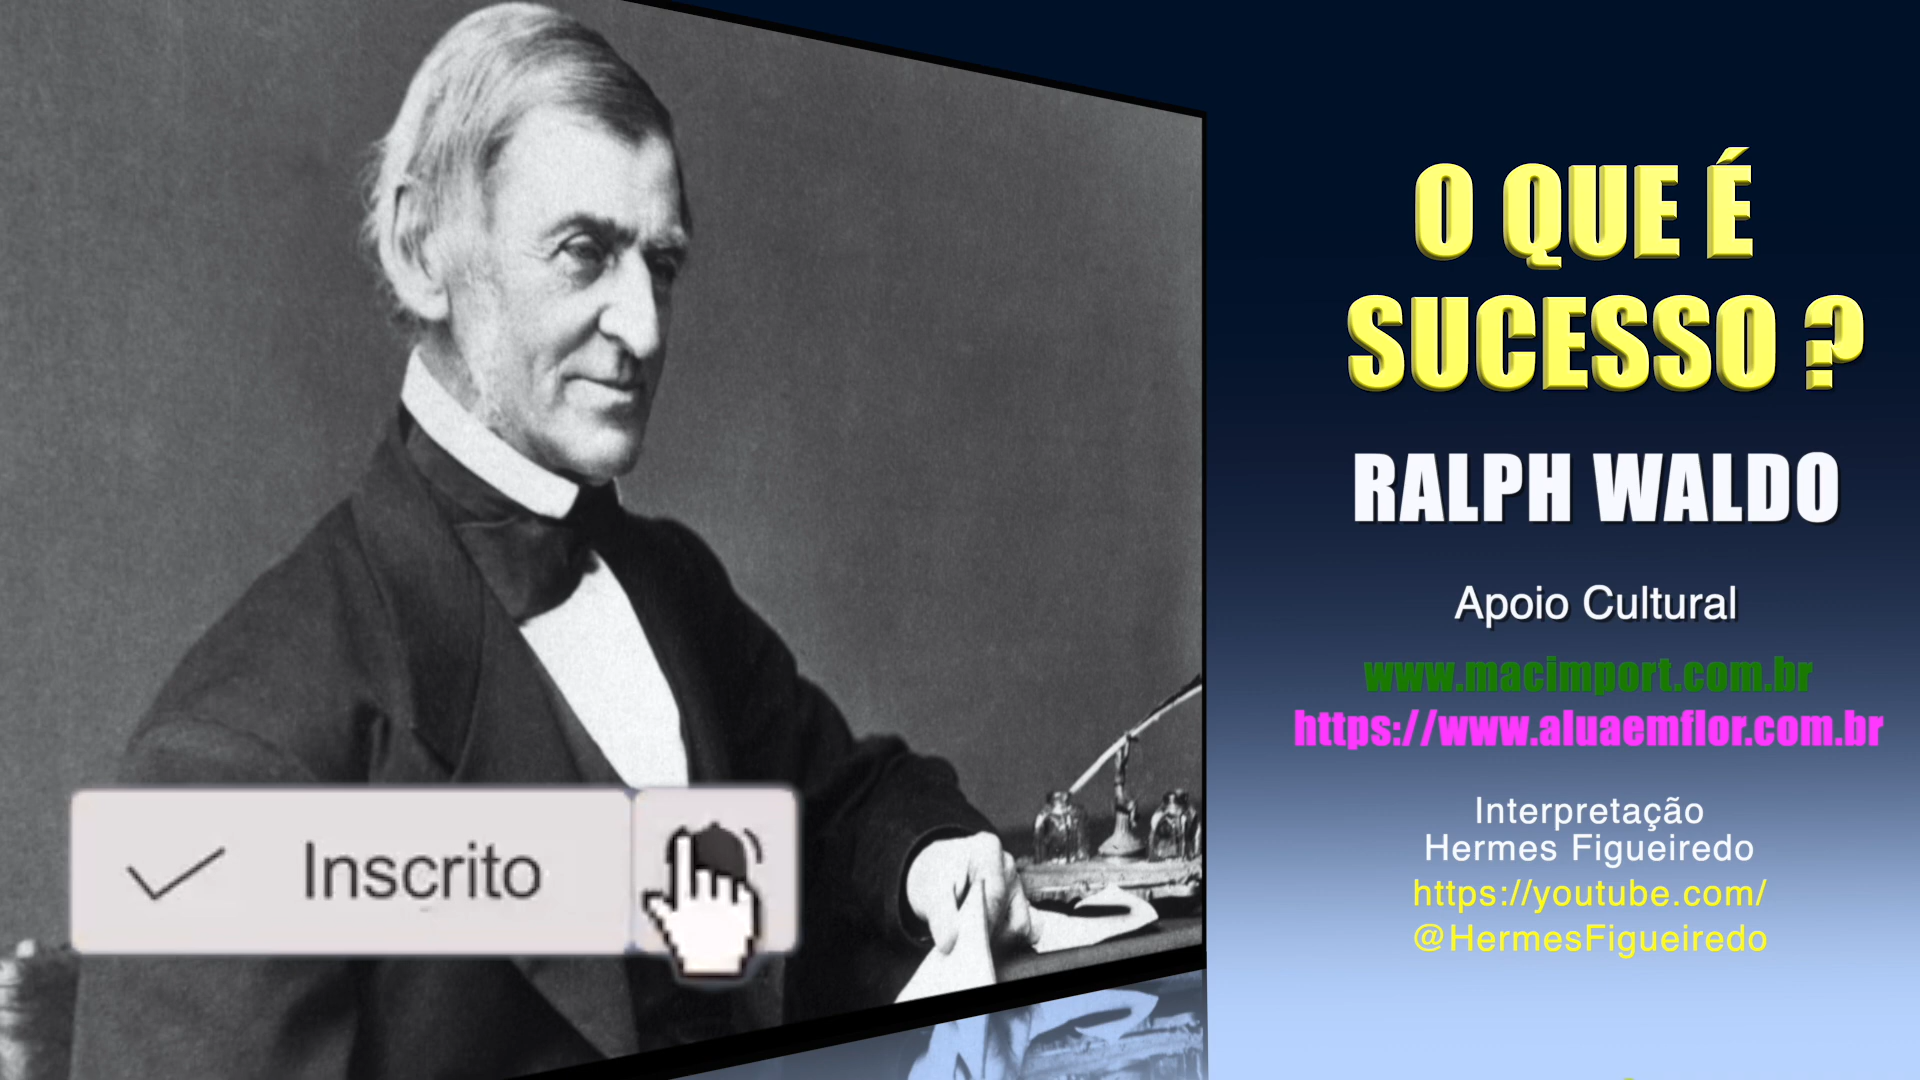 O QUE É
SUCESSO ?
RALPH WALDO
Apoio Cultural
www.macimport.com.br
https://www.aluaemflor.com.br
Interpretação
Hermes Figueiredo
https://youtube.com/
@HermesFigueiredo
Inscrito